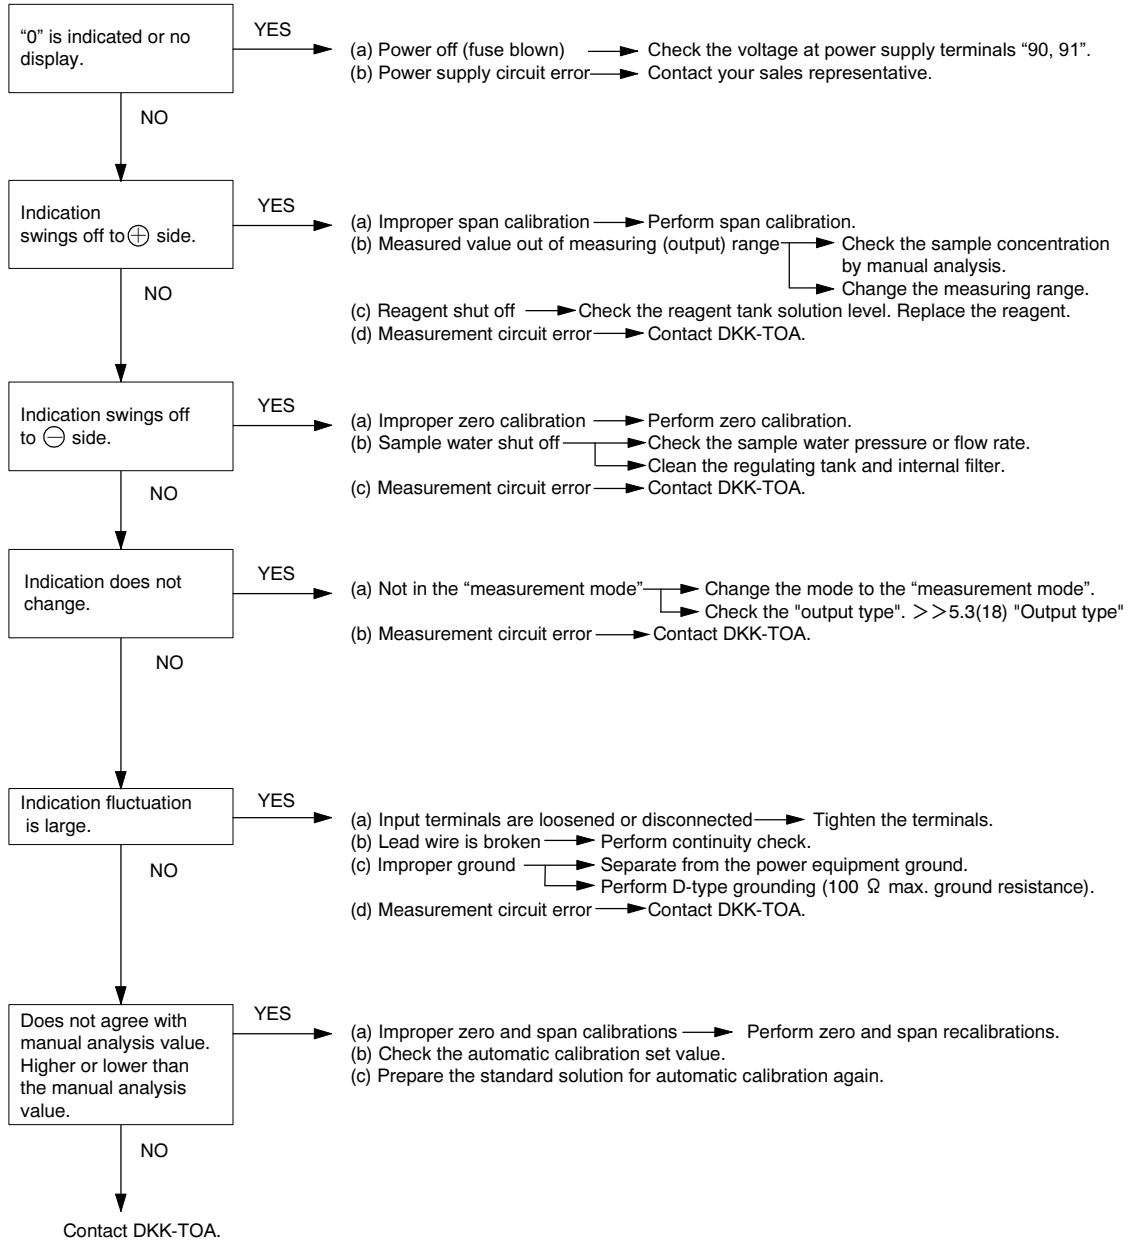 “0” is indicated or no
display.
YES
(a) Power off (fuse blown) Check the voltage at power supply terminals “90, 91”.
(b) Power supply circuit error Contact your sales representative.
NO
Indication
swings off to ⊕ side.
YES
(a) Improper span calibration Perform span calibration.
(b) Measured value out of measuring (output) range Check the sample concentration
by manual analysis.
Change the measuring range.
(c) Reagent shut off Check the reagent tank solution level. Replace the reagent.
(d) Measurement circuit error Contact DKK-TOA.
NO
Indication swings off
to ⊖ side.
YES
(a) Improper zero calibration Perform zero calibration.
(b) Sample water shut off Check the sample water pressure or flow rate.
Clean the regulating tank and internal filter.
(c) Measurement circuit error Contact DKK-TOA.
NO
Indication does not
change.
YES
(a) Not in the “measurement mode” Change the mode to the “measurement mode”.
Check the "output type". >>5.3(18) "Output type"
(b) Measurement circuit error Contact DKK-TOA.
NO
Indication fluctuation
is large.
YES
(a) Input terminals are loosened or disconnected Tighten the terminals.
(b) Lead wire is broken Perform continuity check.
(c) Improper ground Separate from the power equipment ground.
Perform D-type grounding (100 Ω max. ground resistance).
(d) Measurement circuit error Contact DKK-TOA.
NO
Does not agree with
manual analysis value.
Higher or lower than
the manual analysis
value.
YES
(a) Improper zero and span calibrations Perform zero and span recalibrations.
(b) Check the automatic calibration set value.
(c) Prepare the standard solution for automatic calibration again.
NO
Contact DKK-TOA.